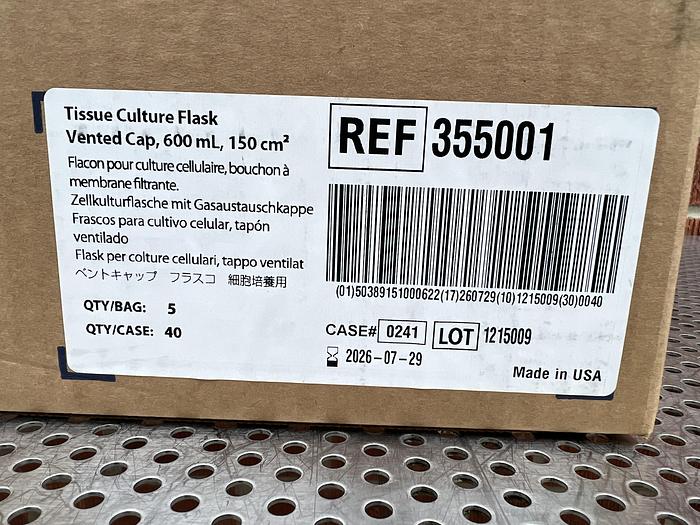 Tissue Culture Flask
Vented Cap, 600 mL, 150 cm²
Flacon pour culture cellulaire, bouchon à
membrane filtrante.
Zellkulturflasche mit Gasaustauschkappe
Frascos para cultivo celular, tapón
ventilado
Flask per colture cellulari, tappo ventilat
ベントキャップ フラスコ 細胞培養用
QTY/BAG: 5
QTY/CASE: 40
REF 355001
(01)50389151000622(17)260729(10)1215009(30)0040
CASE# 0241 LOT 1215009
2026-07-29
Made in USA